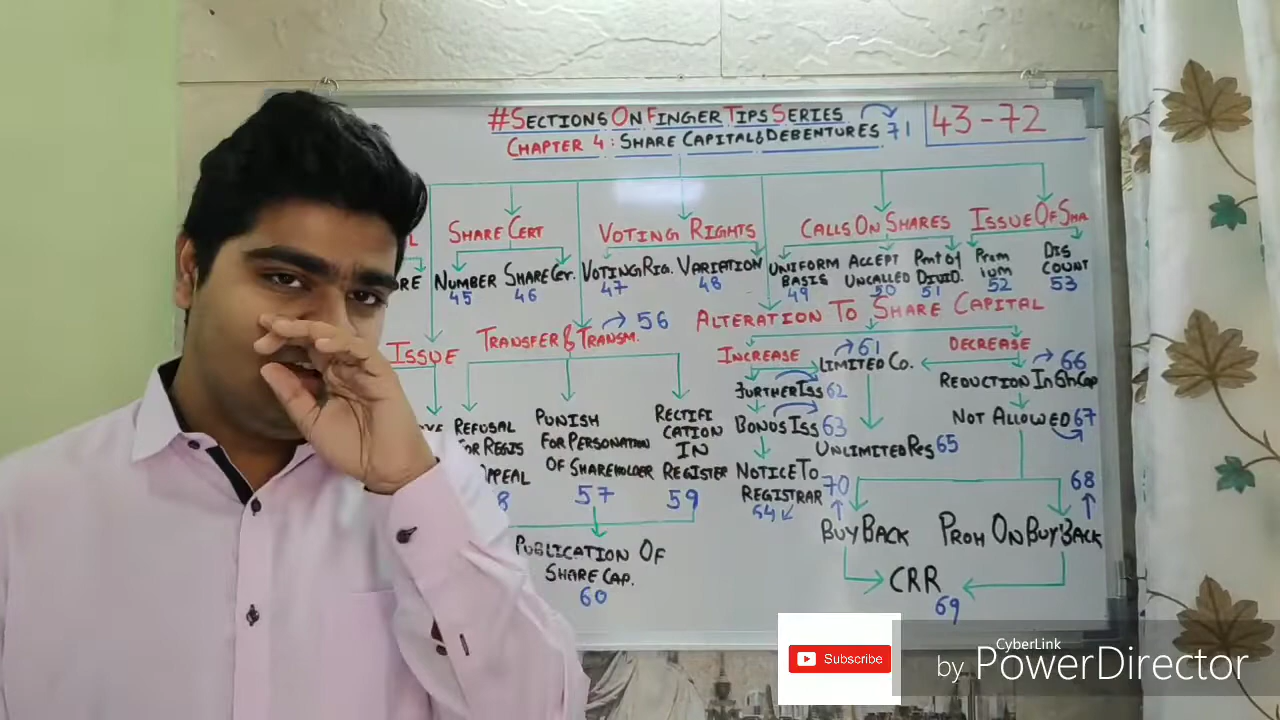 #SECTIONS ON FINGER TIPS SERIES
CHAPTER 4: SHARE CAPITAL & DEBENTURES 71
43-72
SHARE CERT
VOTING RIGHTS
CALLS ON SHARES
ISSUE OF SHA
NUMBER
45
SHARE CER.
46
VOTING RIG.
47
VARIATION
48
UNIFORM
BASIS
49
ACCEPT
UNCALLED
50
PMT OF
DIVID.
51
PREM
IUM
52
DIS
COUNT
53
ISSUE
TRANSFER & TRANSM. 56
ALTERATION TO SHARE CAPITAL
REFUSAL
FOR REGIS
APPEAL
8
PUNISH
FOR PERSONATION
OF SHAREHOLDER
57
RECTIFI
CATION
IN
REGISTER
59
PUBLICATION OF
SHARE CAP.
60
INCREASE
FURTHER ISS 62
BONDS ISS 63
NOTICE TO
REGISTRAR
64
61
LIMITED CO.
UNLIMITED RES 65
DECREASE
66
REDUCTION IN SH CAP
NOT ALLOWED 67
70
BUY BACK
68
PROH ON BUY BACK
CRR
69
Subscribe
by CyberLink
PowerDirector